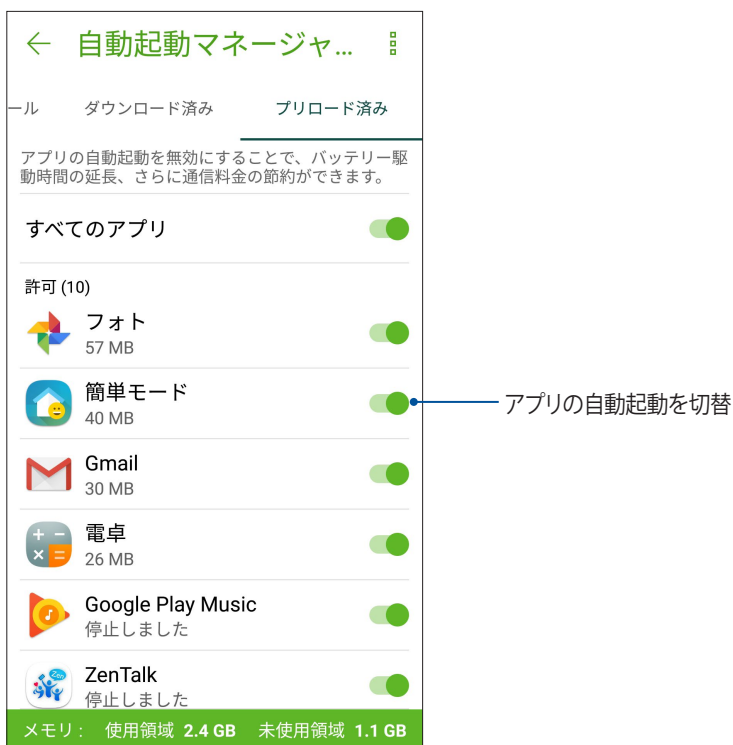 自動起動マネージャ...
ール ダウンロード済み プリロード済み
アプリの自動起動を無効にすることで、バッテリー駆
動時間の延長、さらに通信料金の節約ができます。
すべてのアプリ
許可 (10)
フォト
57 MB
簡単モード
40 MB
アプリの自動起動を切替
Gmail
30 MB
電卓
26 MB
Google Play Music
停止しました
Zen
ZenTalk
停止しました
メモリ : 使用領域 2.4 GB 未使用領域 1.1 GB